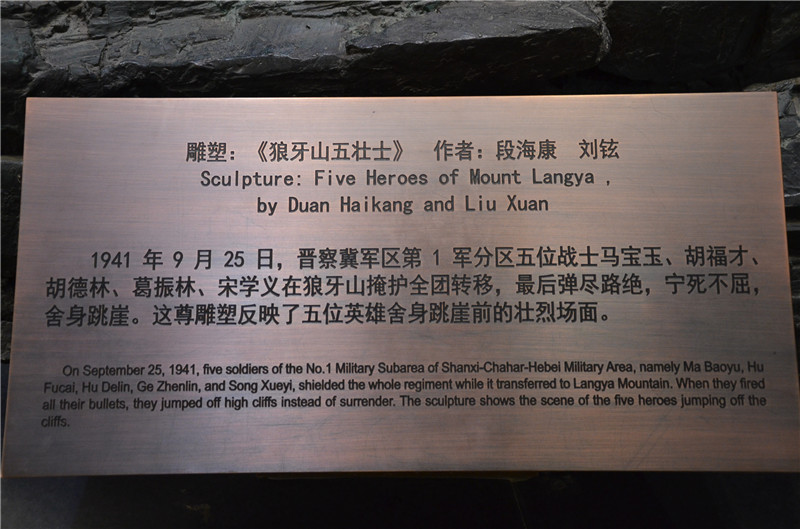 雕塑：《狼牙山五壮士》 作者：段海康 刘铉
Sculpture: Five Heroes of Mount Langya ,
by Duan Haikang and Liu Xuan
1941 年 9 月 25 日，晋察冀军区第 1 军分区五位战士马宝玉、胡福才、
胡德林、葛振林、宋学义在狼牙山掩护全团转移，最后弹尽路绝，宁死不屈，
舍身跳崖。这尊雕塑反映了五位英雄舍身跳崖前的壮烈场面。
On September 25, 1941, five soldiers of the No.1 Military Subarea of Shanxi-Chahar-Hebei Military Area, namely Ma Baoyu, Hu
Fucai, Hu Delin, Ge Zhenlin, and Song Xueyi, shielded the whole regiment while it transferred to Langya Mountain. When they fired
all their bullets, they jumped off high cliffs instead of surrender. The sculpture shows the scene of the five heroes jumping off the
cliffs.